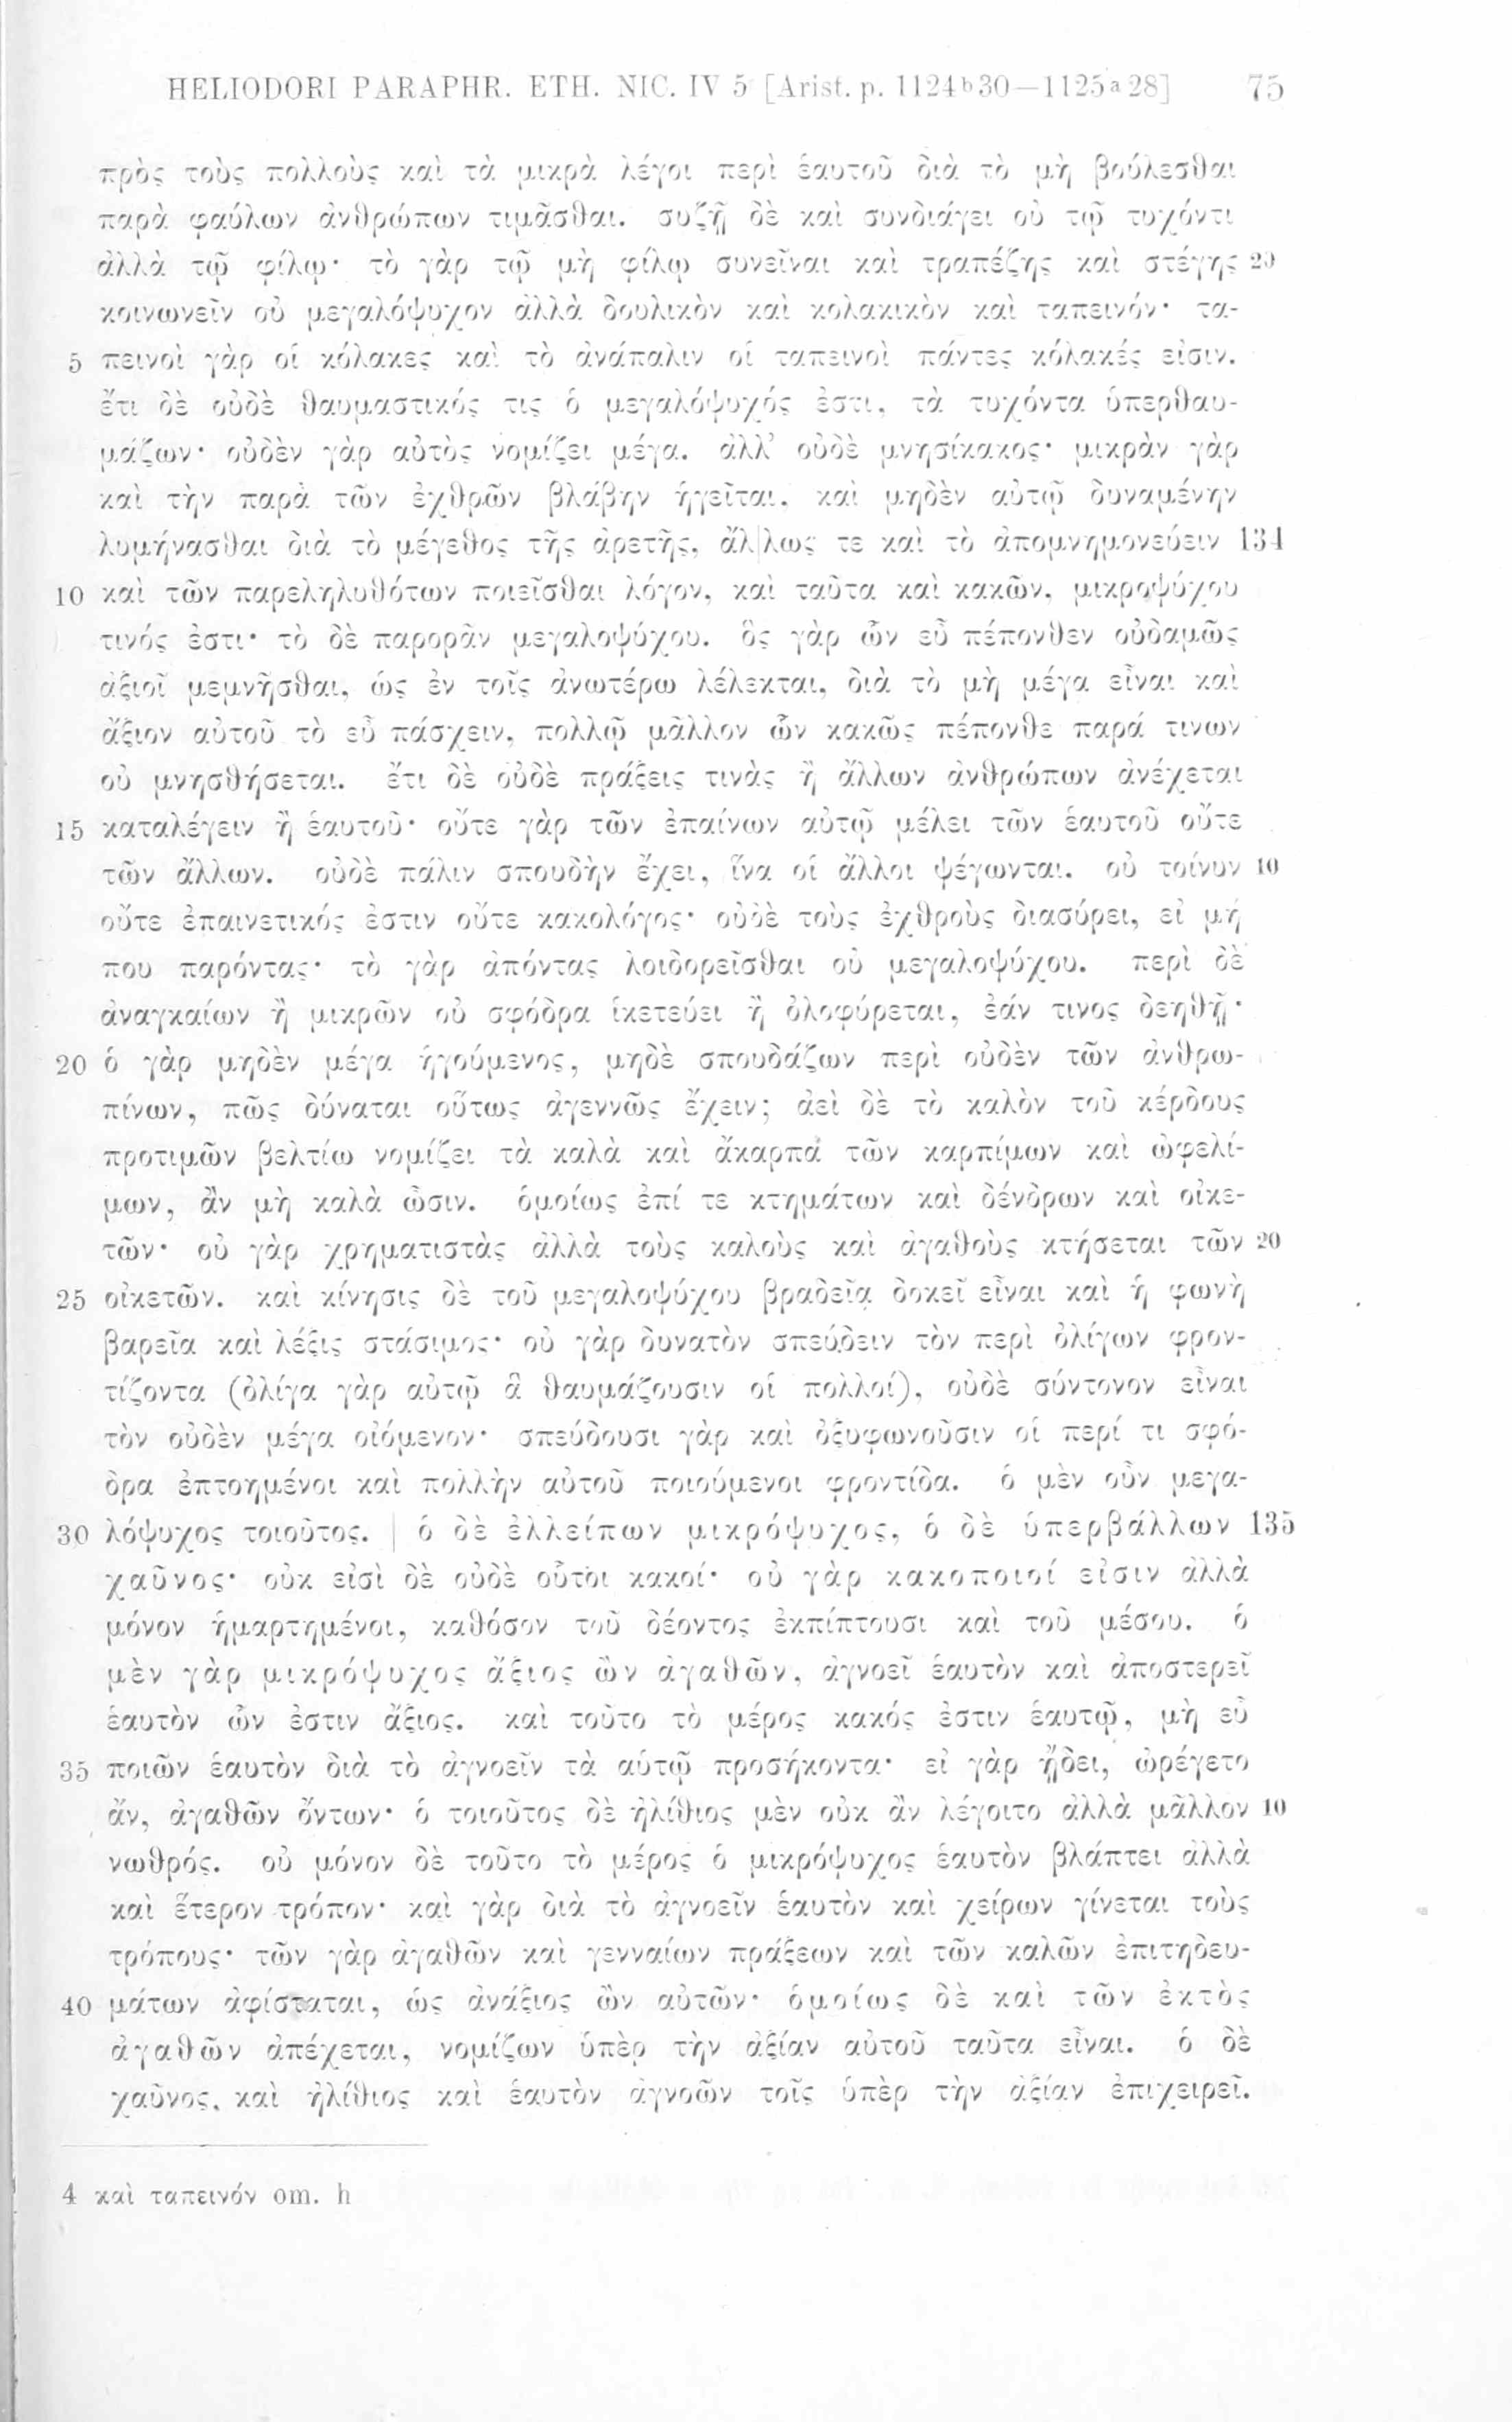 HELIODORI PARAPHR. ETH. NIC. IV 5 [Arist. p. 1124b30—1125a28] 75
πρὸς τοὺς πολλοὺς καὶ τὰ μικρὰ λέγοι περὶ ἑαυτοῦ διὰ τὸ μὴ βούλεσθαι
παρὰ φαύλων ἀνθρώπων τιμᾶσθαι. συζῇ δὲ καὶ συνδιάγει οὐ τῷ τυχόντι
ἀλλὰ τῷ φίλῳ· τὸ γὰρ τῷ μὴ φίλῳ συνεῖναι καὶ τραπέζης καὶ στέγης 20
κοινωνεῖν οὐ μεγαλόψυχον ἀλλὰ δουλικὸν καὶ κολακικὸν καὶ ταπεινόν· τα-
5 πεινοὶ γὰρ οἱ κόλακες καὶ τὸ ἀνάπαλιν οἱ ταπεινοὶ πάντες κόλακές εἰσιν.
ἔτι δὲ οὐδὲ θαυμαστικός τις ὁ μεγαλόψυχός ἐστι, τὰ τυχόντα ὑπερθαυ-
μάζων· οὐδὲν γὰρ αὐτὸς νομίζει μέγα. ἀλλ’ οὐδὲ μνησίκακος· μικρὰν γὰρ
καὶ τὴν παρὰ τῶν ἐχθρῶν βλάβην ἡγεῖται. καὶ μηδὲν αὐτῷ δυναμένην
λυμήνασθαι διὰ τὸ μέγεθος τῆς ἀρετῆς, ἄλ|λως τε καὶ τὸ ἀπομνημονεύειν 134
10 καὶ τῶν παρεληλυθότων ποιεῖσθαι λόγον, καὶ ταῦτα καὶ κακῶν, μικροψύχου
τινός ἐστι· τὸ δὲ παρορᾶν μεγαλοψύχου. ὃς γὰρ ὧν εὖ πέπονθεν οὐδαμῶς
ἀξιοῖ μεμνῆσθαι, ὡς ἐν τοῖς ἀνωτέρω λέλεκται, διὰ τὸ μὴ μέγα εἶναι καὶ
ἄξιον αὐτοῦ τὸ εὖ πάσχειν, πολλῷ μᾶλλον ὧν κακῶς πέπονθε παρά τινων
οὐ μνησθήσεται. ἔτι δὲ οὐδὲ πράξεις τινὰς ἢ ἄλλων ἀνθρώπων ἀνέχεται
15 καταλέγειν ἢ ἑαυτοῦ· οὔτε γὰρ τῶν ἐπαίνων αὐτῷ μέλει τῶν ἑαυτοῦ οὔτε
τῶν ἄλλων. οὐδὲ πάλιν σπουδὴν ἔχει, ἵνα οἱ ἄλλοι ψέγωνται. οὐ τοίνυν 10
οὔτε ἐπαινετικός ἐστιν οὔτε κακολόγος· οὐδὲ τοὺς ἐχθροὺς διασύρει, εἰ μή
που παρόντας· τὸ γὰρ ἀπόντας λοιδορεῖσθαι οὐ μεγαλοψύχου. περὶ δὲ
ἀναγκαίων ἢ μικρῶν οὐ σφόδρα ἱκετεύει ἢ ὀλοφύρεται, ἐάν τινος δεηθῇ·
20 ὁ γὰρ μηδὲν μέγα ἡγούμενος, μηδὲ σπουδάζων περὶ οὐδὲν τῶν ἀνθρω-
πίνων, πῶς δύναται οὕτως ἀγεννῶς ἔχειν; ἀεὶ δὲ τὸ καλὸν τοῦ κέρδους
προτιμῶν βελτίω νομίζει τὰ καλὰ καὶ ἄκαρπα τῶν καρπίμων καὶ ὠφελί-
μων, ἂν μὴ καλὰ ὦσιν. ὁμοίως ἐπί τε κτημάτων καὶ δένδρων καὶ οἰκε-
τῶν· οὐ γὰρ χρηματιστὰς ἀλλὰ τοὺς καλοὺς καὶ ἀγαθοὺς κτήσεται τῶν 20
25 οἰκετῶν. καὶ κίνησις δὲ τοῦ μεγαλοψύχου βραδεῖα δοκεῖ εἶναι καὶ ἡ φωνὴ
βαρεῖα καὶ λέξις στάσιμος· οὐ γὰρ δυνατὸν σπεύδειν τὸν περὶ ὀλίγων φρον-
τίζοντα (ὀλίγα γὰρ αὐτῷ ἃ θαυμάζουσιν οἱ πολλοί), οὐδὲ σύντονον εἶναι
τὸν οὐδὲν μέγα οἰόμενον· σπεύδουσι γὰρ καὶ ὀξυφωνοῦσιν οἱ περί τι σφό-
δρα ἐπτοημένοι καὶ πολλὴν αὐτοῦ ποιούμενοι φροντίδα. ὁ μὲν οὖν μεγα-
30 λόψυχος τοιοῦτος. | ὁ δὲ ἐλλείπων μικρόψυχος, ὁ δὲ ὑπερβάλλων 135
χαῦνος· οὐκ εἰσὶ δὲ οὐδὲ οὗτοι κακοί· οὐ γὰρ κακοποιοί εἰσιν ἀλλὰ
μόνον ἡμαρτημένοι, καθόσον τοῦ δέοντος ἐκπίπτουσι καὶ τοῦ μέσου. ὁ
μὲν γὰρ μικρόψυχος ἄξιος ὢν ἀγαθῶν, ἀγνοεῖ ἑαυτὸν καὶ ἀποστερεῖ
ἑαυτὸν ὧν ἐστιν ἄξιος. καὶ τοῦτο τὸ μέρος κακός ἐστιν ἑαυτῷ, μὴ εὖ
35 ποιῶν ἑαυτὸν διὰ τὸ ἀγνοεῖν τὰ αὑτῷ προσήκοντα· εἰ γὰρ ᾔδει, ὠρέγετο
ἄν, ἀγαθῶν ὄντων· ὁ τοιοῦτος δὲ ἠλίθιος μὲν οὐκ ἂν λέγοιτο ἀλλὰ μᾶλλον 10
νωθρός. οὐ μόνον δὲ τοῦτο τὸ μέρος ὁ μικρόψυχος ἑαυτὸν βλάπτει ἀλλὰ
καὶ ἕτερον τρόπον· καὶ γὰρ διὰ τὸ ἀγνοεῖν ἑαυτὸν καὶ χείρων γίνεται τοὺς
τρόπους· τῶν γὰρ ἀγαθῶν καὶ γενναίων πράξεων καὶ τῶν καλῶν ἐπιτηδευ-
40 μάτων ἀφίσταται, ὡς ἀνάξιος ὢν αὐτῶν· ὁμοίως δὲ καὶ τῶν ἐκτὸς
ἀγαθῶν ἀπέχεται, νομίζων ὑπὲρ τὴν ἀξίαν αὐτοῦ ταῦτα εἶναι. ὁ δὲ
χαῦνος, καὶ ἠλίθιος καὶ ἑαυτὸν ἀγνοῶν τοῖς ὑπὲρ τὴν ἀξίαν ἐπιχειρεῖ.
4 καὶ ταπεινόν om. h